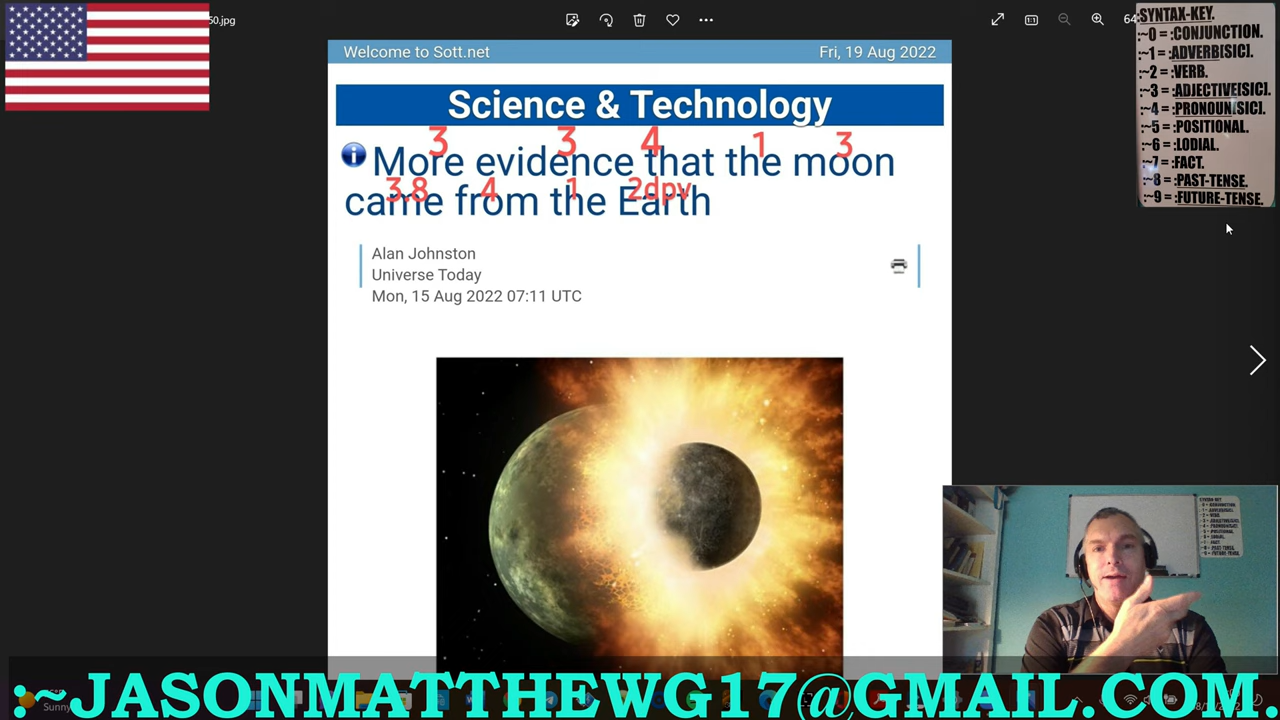 50.jpg
64
Welcome to Sott.net
Fri, 19 Aug 2022
Science & Technology
3 3 4 1 3
More evidence that the moon
3.8 4 1 2dpv
came from the Earth
Alan Johnston
Universe Today
Mon, 15 Aug 2022 07:11 UTC
SYNTAX-KEY.
:~0 = :CONJUNCTION.
:~1 = :ADVERB[SIC].
:~2 = :VERB.
:~3 = :ADJECTIVE[SIC].
:~4 = :PRONOUN[SIC].
:~5 = :POSITIONAL.
:~6 = :LODIAL.
:~7 = :FACT.
:~8 = :PAST-TENSE.
:~9 = :FUTURE-TENSE.
Sunny
:~JASONMATTHEWG17@GMAIL.COM.